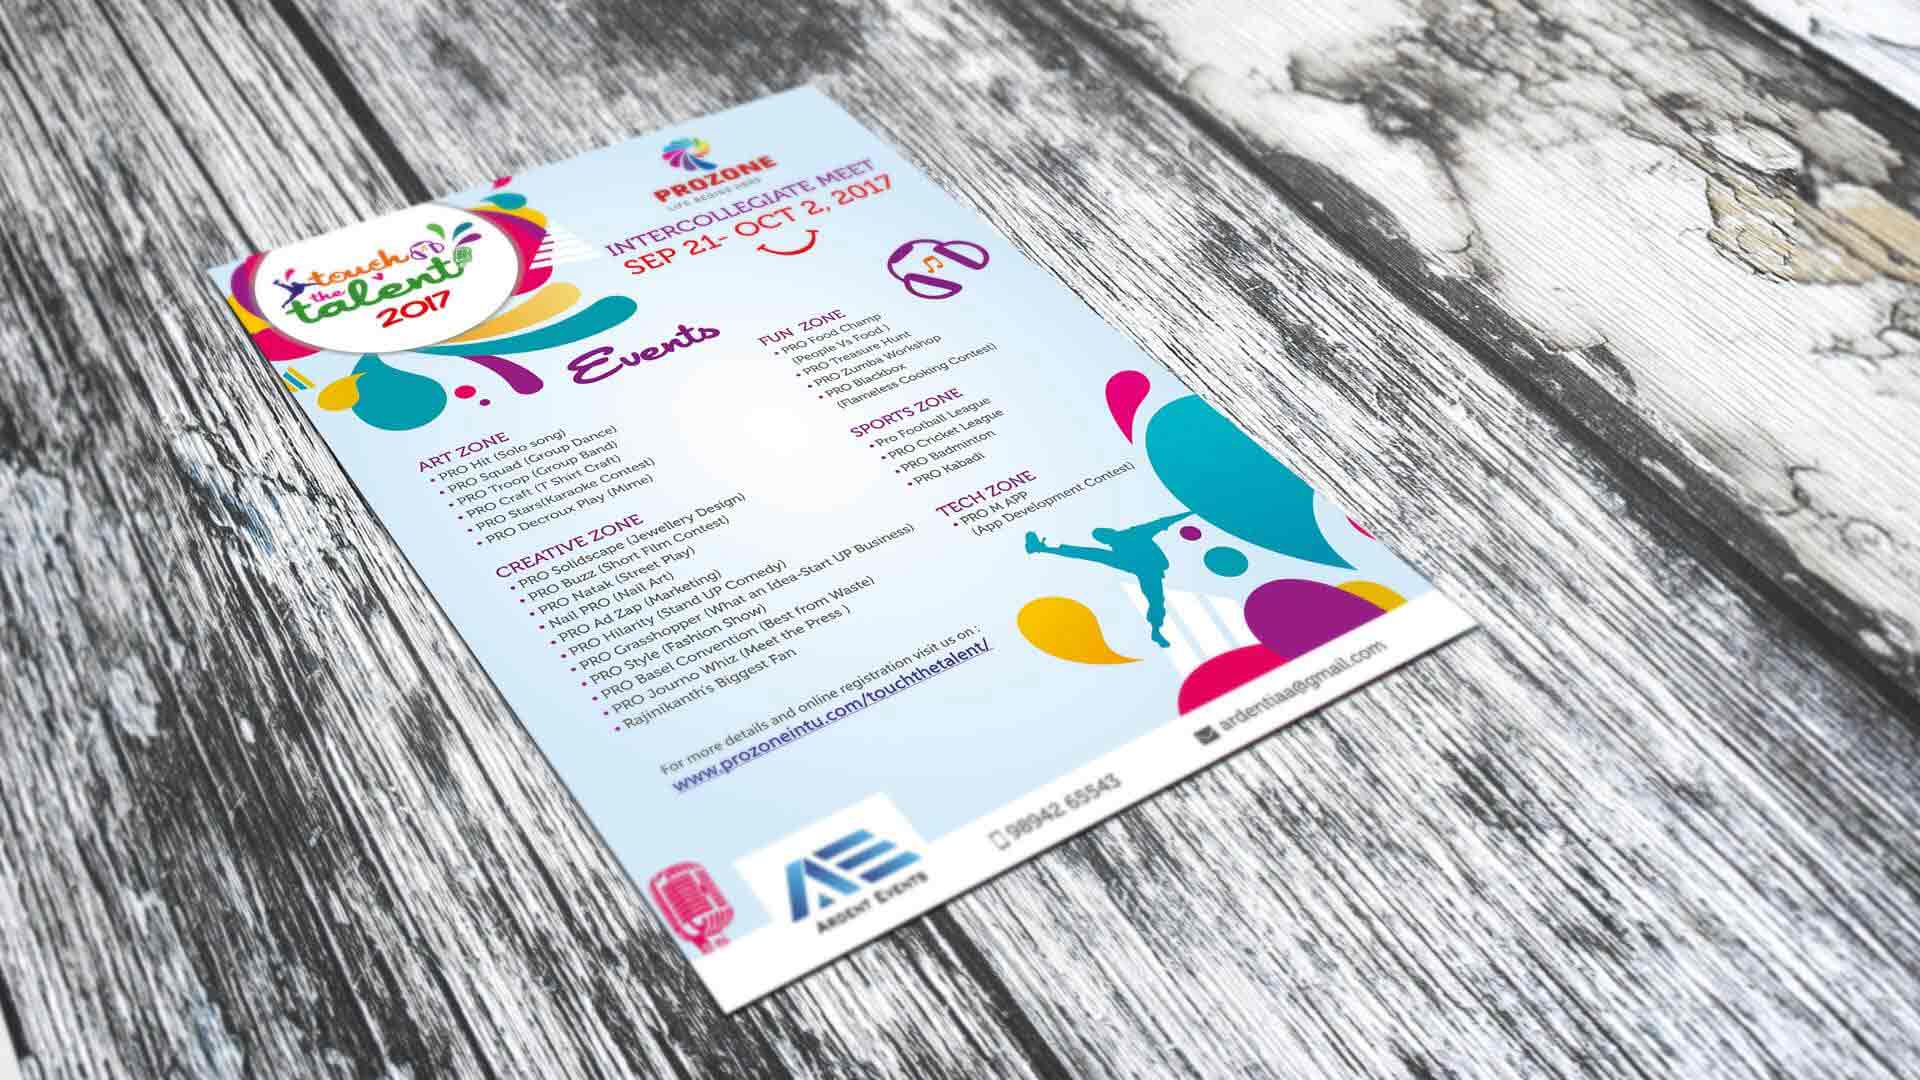 PROZONE
LIFE BEGINS HERE
INTERCOLLEGIATE MEET
SEP 21- OCT 2, 2017
touch
the
talent
2017
Events
ART ZONE
• PRO Hit (Solo song)
• PRO Squad (Group Dance)
• PRO Troop (Group Band)
• PRO Craft (T Shirt Craft)
• PRO Stars(Karaoke Contest)
• PRO Decroux Play (Mime)
CREATIVE ZONE
• PRO Solidscape (Jewellery Design)
• PRO Buzz (Short Film Contest)
• PRO Natak (Street Play)
• Nail PRO (Nail Art)
• PRO Ad Zap (Marketing)
• PRO Hilarity (Stand UP Comedy)
• PRO Grasshopper (What an Idea-Start UP Business)
• PRO Style (Fashion Show)
• PRO Basel Convention (Best from Waste)
• PRO Journo Whiz (Meet the Press )
• Rajinikanth's Biggest Fan
FUN ZONE
• PRO Food Champ
(People Vs Food )
• PRO Treasure Hunt
• PRO Zumba Workshop
• PRO Blackbox
(Flameless Cooking Contest)
SPORTS ZONE
• Pro Football League
• PRO Cricket League
• PRO Badminton
• PRO Kabadi
TECH ZONE
• PRO M APP
(App Development Contest)
For more details and online registration visit us on :
www.prozoneintu.com/touchthetalent/
AE
ARDENT EVENTS
98942 65543
ardentiaa@gmail.com